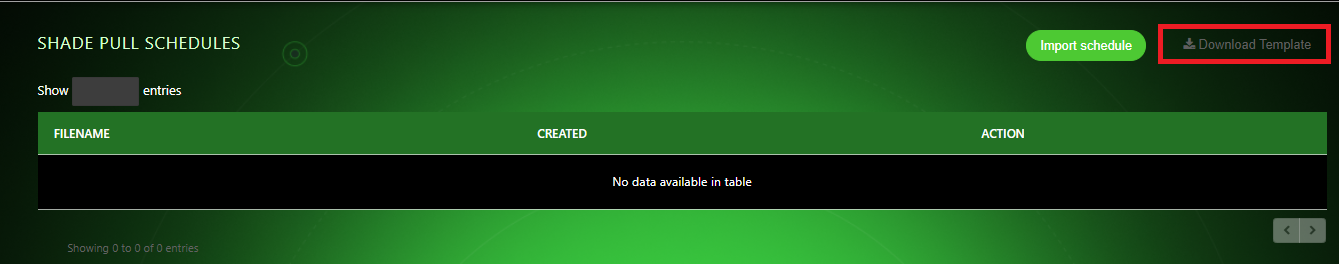 SHADE PULL SCHEDULES
Import schedule
Download Template
Show entries
FILENAME CREATED ACTION
No data available in table
Showing 0 to 0 of 0 entries